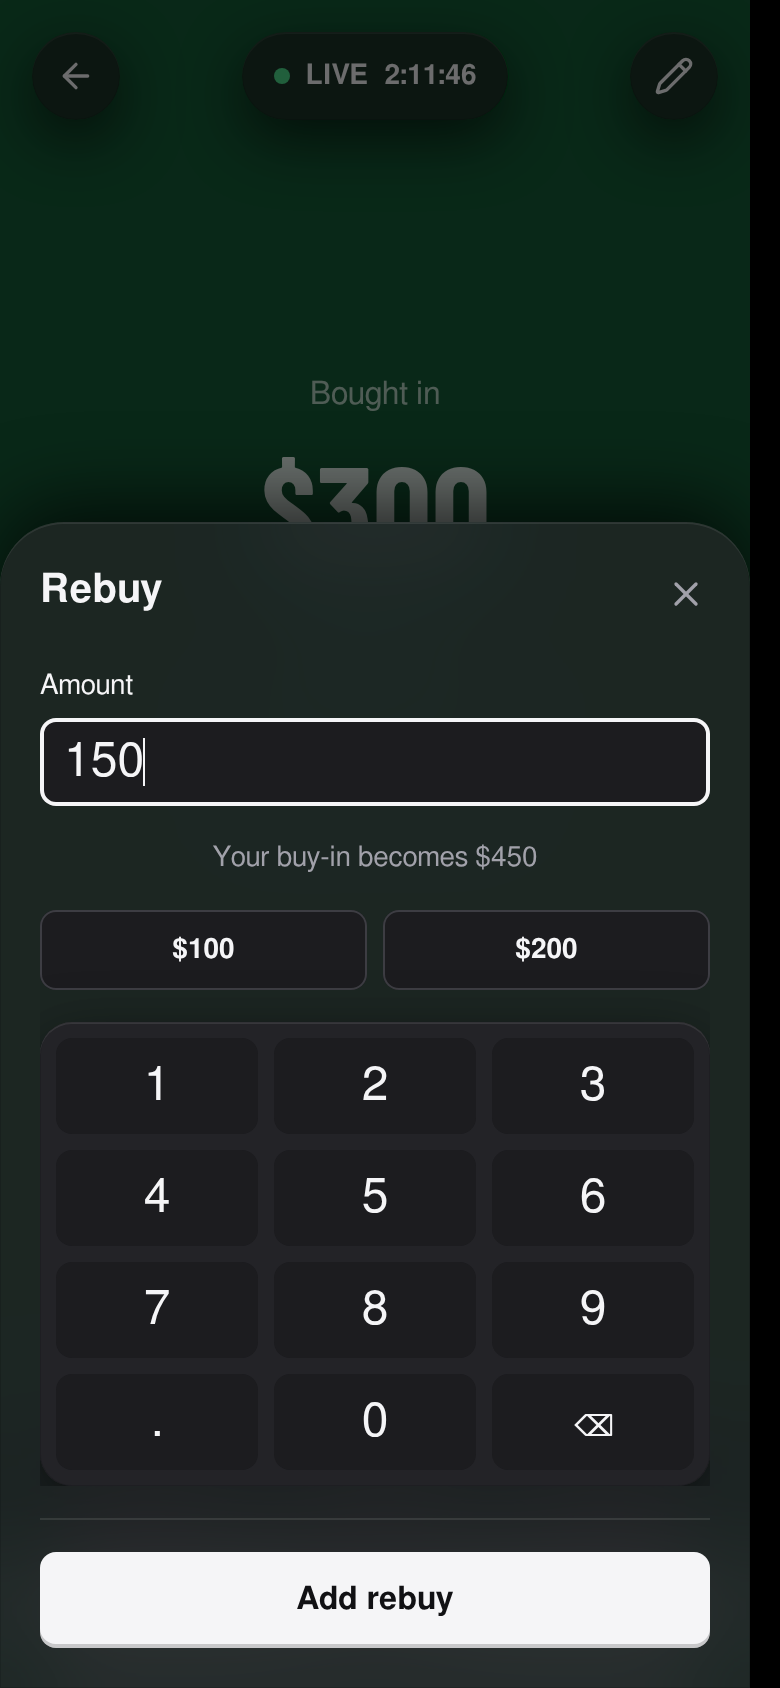 LIVE 2:11:46
Bought in
$300
Rebuy
Amount
150
Your buy-in becomes $450
$100 $200
1 2 3
4 5 6
7 8 9
. 0 ⌫
Add rebuy